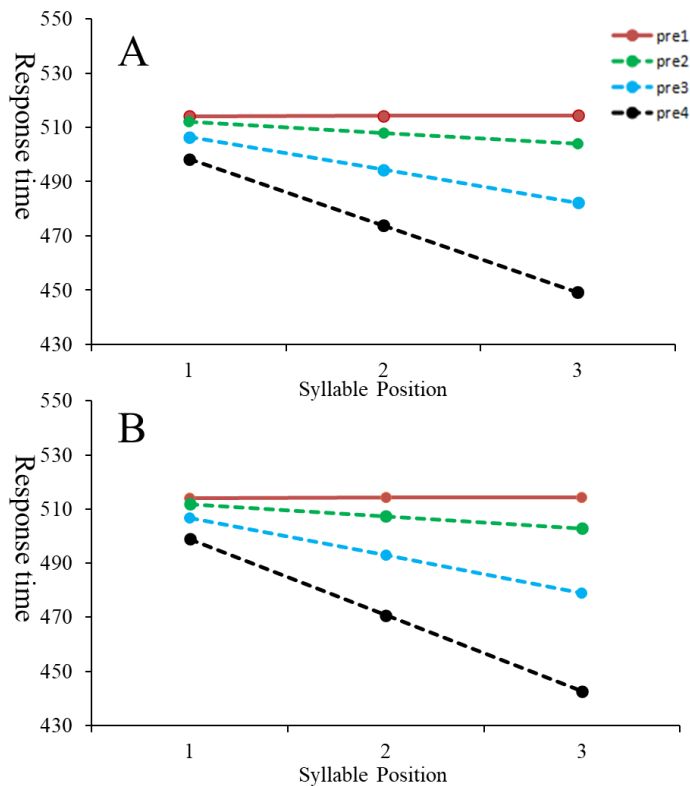 550
A
pre1
pre2
pre3
pre4
530
510
490
470
450
430
Response time
1
2
3
Syllable Position
550
B
530
510
490
470
450
430
Response time
1
2
3
Syllable Position